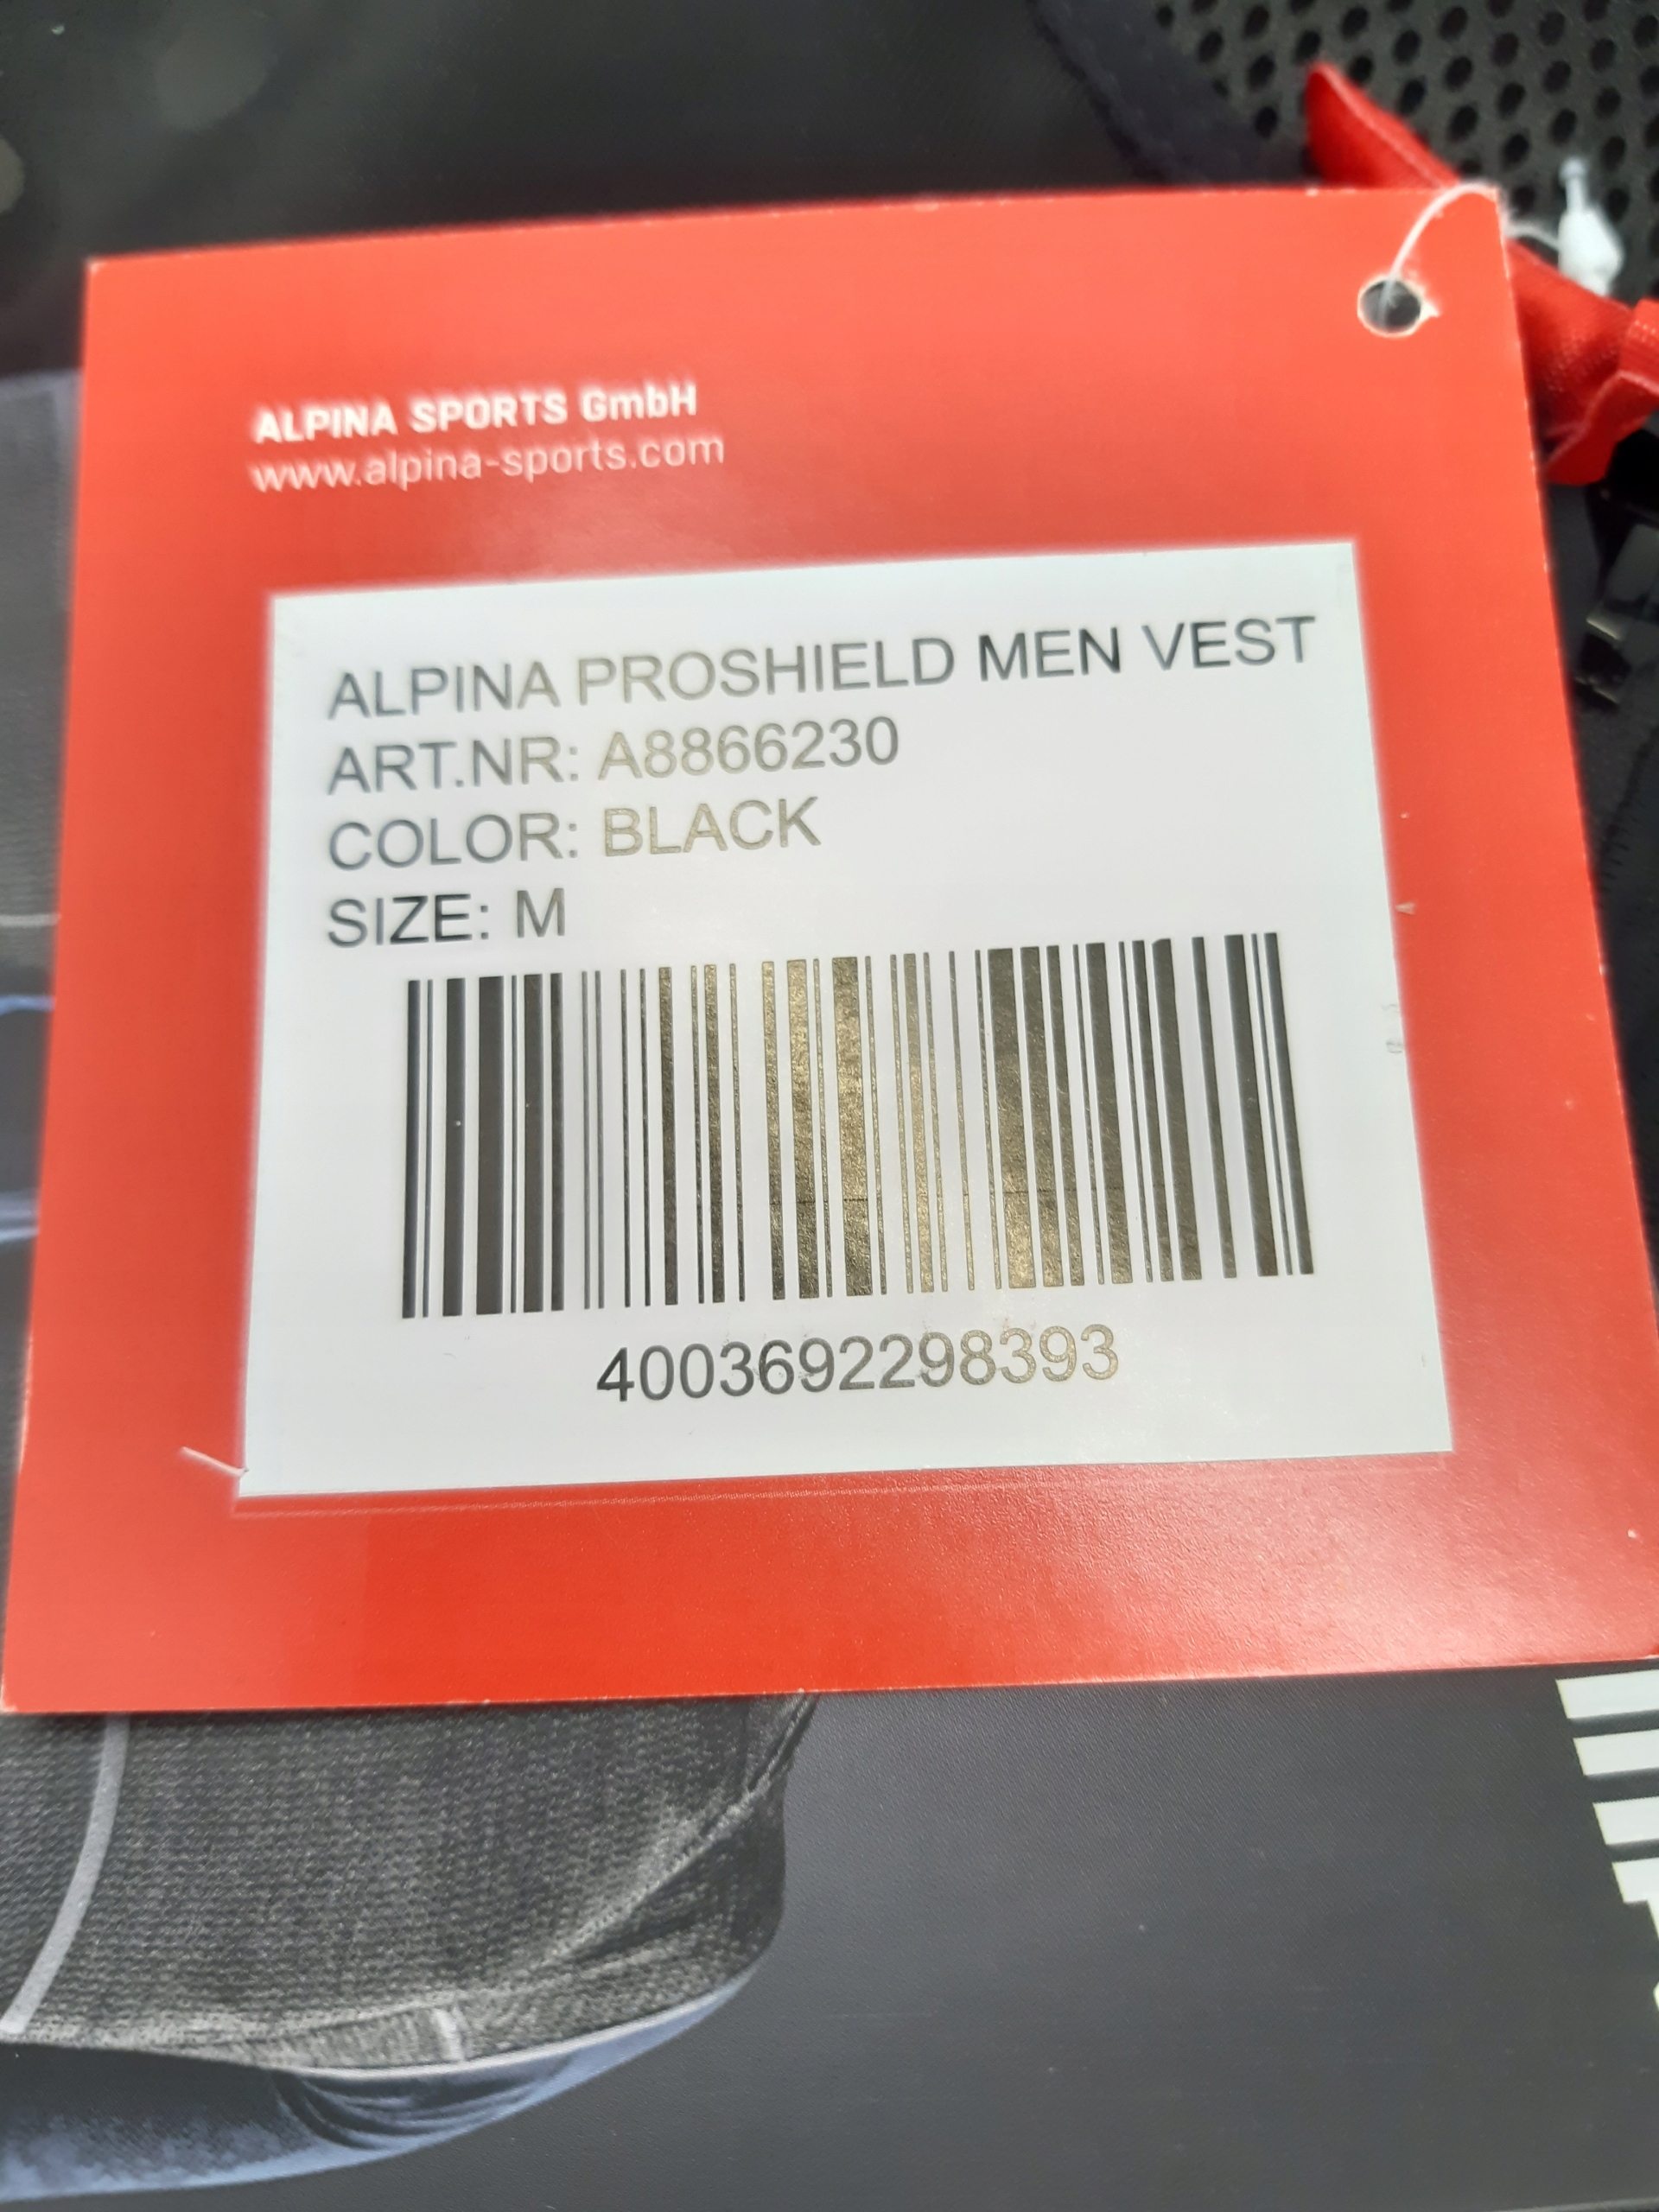 ALPINA SPORTS GmbH
www.alpina-sports.com
ALPINA PROSHIELD MEN VEST
ART.NR: A8866230
COLOR: BLACK
SIZE: M
4003692298393